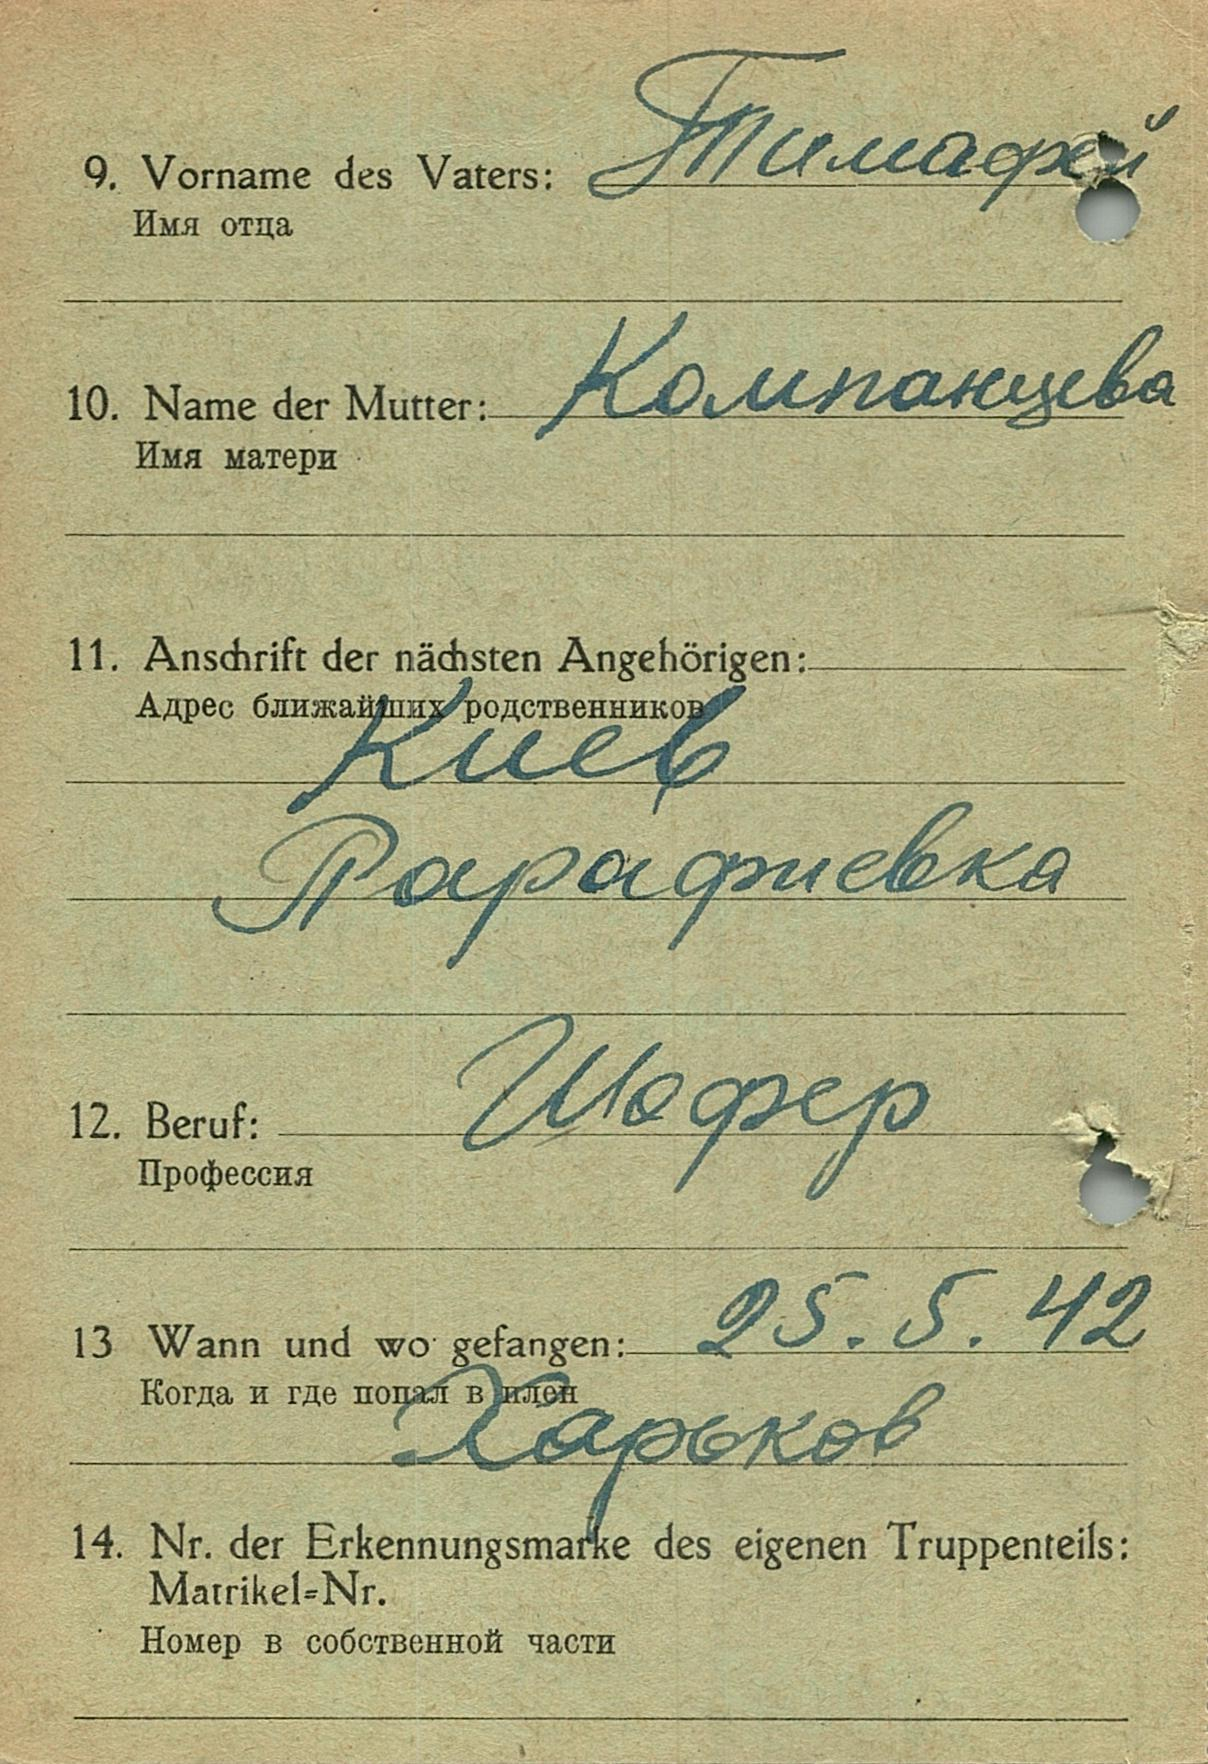 9. Vorname des Vaters: Тимафей
Имя отца
10. Name der Mutter: Компанцева
Имя матери
11. Anschrift der nächsten Angehörigen:
Адрес ближайших родственников
Киев
Парафиевка
12. Beruf: Шофер
Профессия
13 Wann und wo gefangen: 25. 5. 42
Когда и где попал в плен
Харьков
14. Nr. der Erkennungsmarke des eigenen Truppenteils:
Matrikel=Nr.
Номер в собственной части